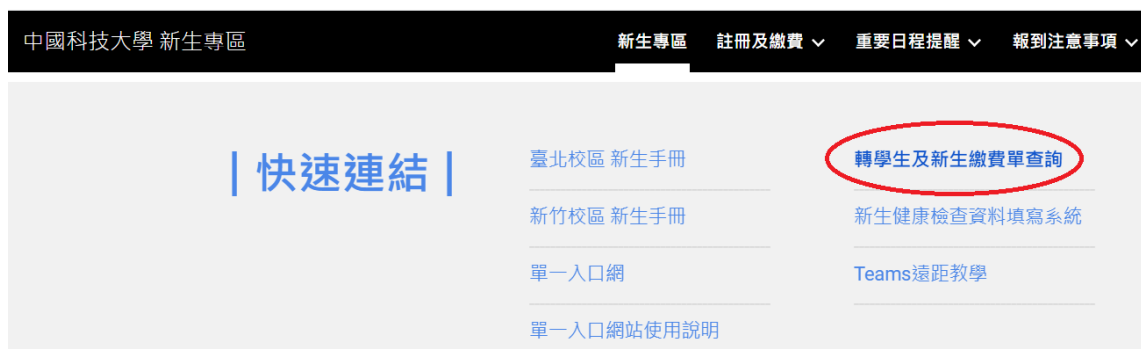 中國科技大學 新生專區
新生專區
註冊及繳費
重要日程提醒
報到注意事項
| 快速連結 |
臺北校區 新生手冊
新竹校區 新生手冊
單一入口網
單一入口網站使用說明
轉學生及新生繳費單查詢
新生健康檢查資料填寫系統
Teams遠距教學